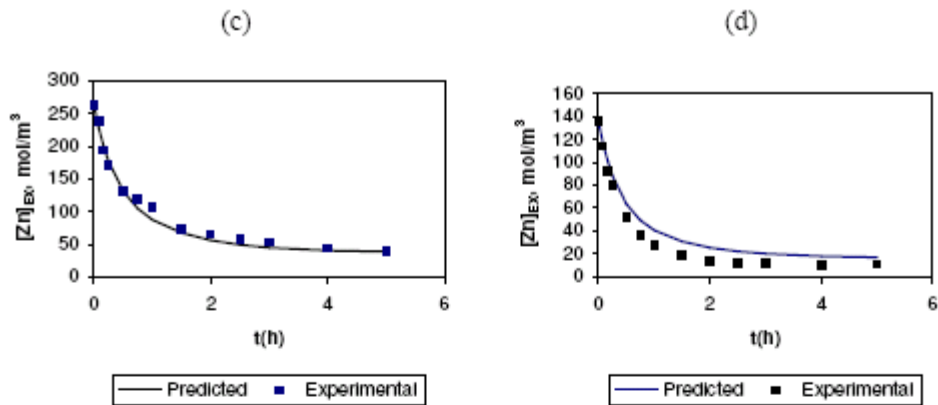 (c)
(d)
300
250
200
150
100
50
0
[Zn]EX, mol/m³
0 2 4 6
t(h)
Predicted Experimental
160
140
120
100
80
60
40
20
0
[Zn]EX, mol/m³
0 2 4 6
t(h)
Predicted Experimental